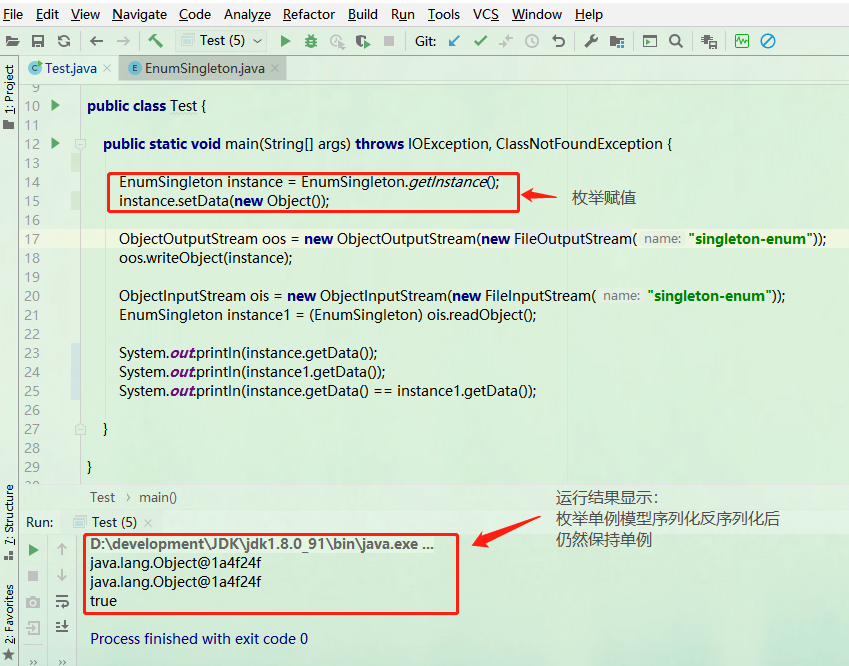 File Edit View Navigate Code Analyze Refactor Build Run Tools VCS Window Help
Test (5) Git:
Test.java EnumSingleton.java
1: Project
9
10 public class Test {
11
12 public static void main(String[] args) throws IOException, ClassNotFoundException {
13
14 EnumSingleton instance = EnumSingleton.getInstance();
15 instance.setData(new Object());
枚举赋值
16
17 ObjectOutputStream oos = new ObjectOutputStream(new FileOutputStream( name: "singleton-enum"));
18 oos.writeObject(instance);
19
20 ObjectInputStream ois = new ObjectInputStream(new FileInputStream( name: "singleton-enum"));
21 EnumSingleton instance1 = (EnumSingleton) ois.readObject();
22
23 System.out.println(instance.getData());
24 System.out.println(instance1.getData());
25 System.out.println(instance.getData() == instance1.getData());
26
27 }
28
29 }
Test › main()
7: Structure
2: Favorites
Run: Test (5)
运行结果显示:
枚举单例模型序列化反序列化后
仍然保持单例
D:\development\JDK\jdk1.8.0_91\bin\java.exe ...
java.lang.Object@1a4f24f
java.lang.Object@1a4f24f
true
Process finished with exit code 0